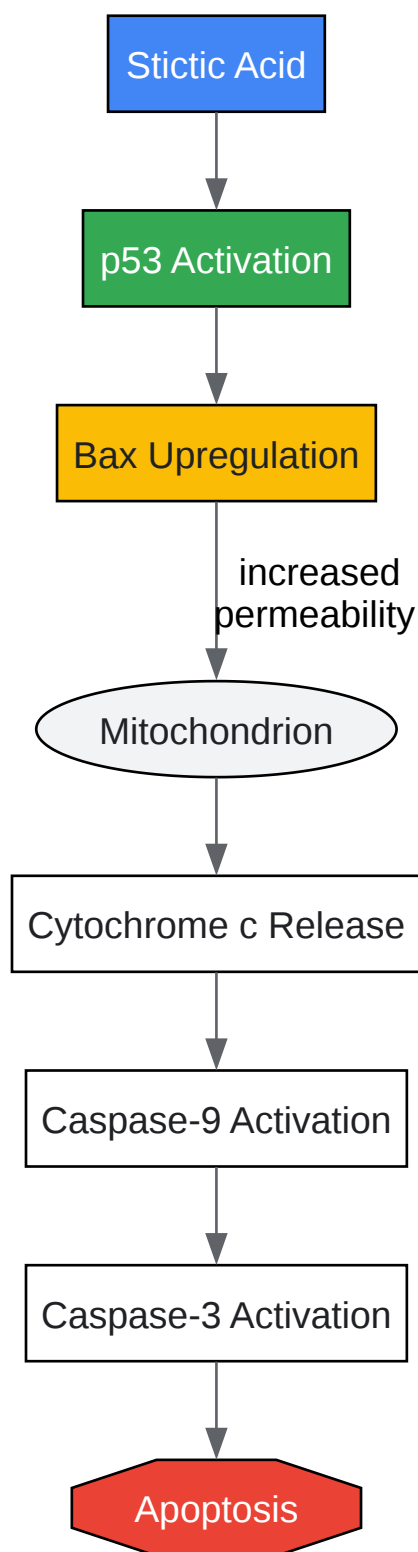 Stictic Acid
p53 Activation
Bax Upregulation
increased
permeability
Mitochondrion
Cytochrome c Release
Caspase-9 Activation
Caspase-3 Activation
Apoptosis